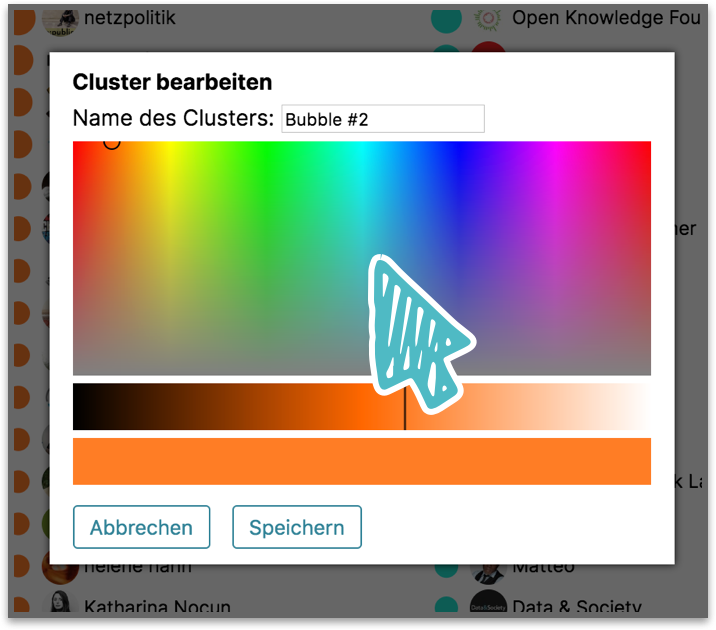 netzpolitik
Open Knowledge Fou
Cluster bearbeiten
Name des Clusters: Bubble #2
Abbrechen
Speichern
helene hahn
Matteo
Katharina Nocun
Data & Society